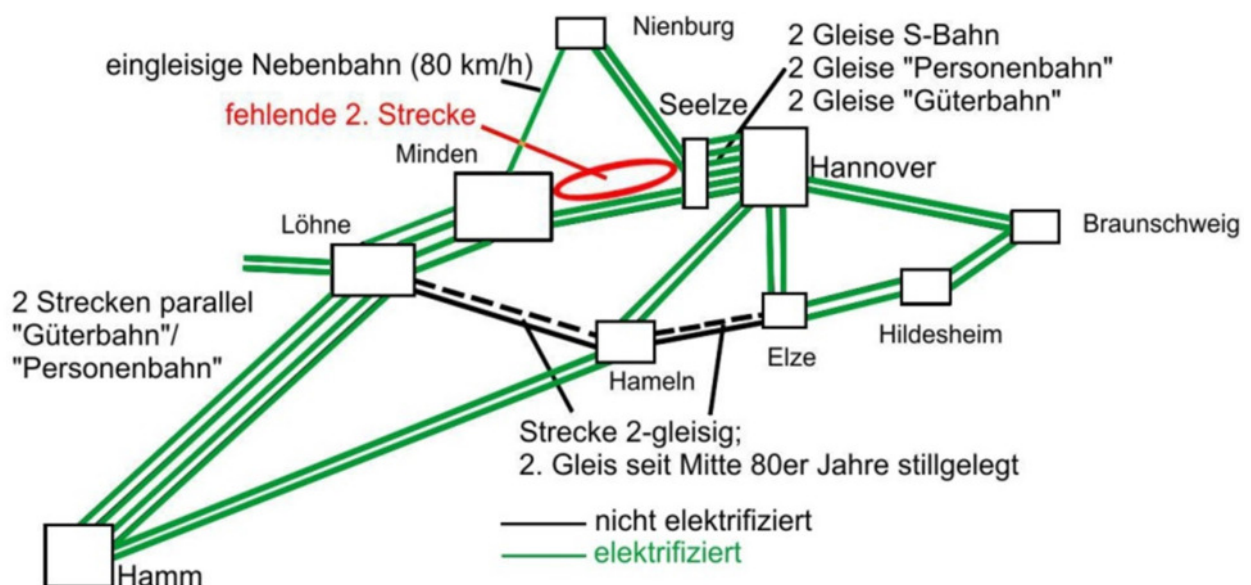 Nienburg
2 Gleise S-Bahn
2 Gleise "Personenbahn"
2 Gleise "Güterbahn"
eingleisige Nebenbahn (80 km/h)
Seelze
fehlende 2. Strecke
Minden
Hannover
Löhne
Braunschweig
2 Strecken parallel
"Güterbahn"/
"Personenbahn"
Hildesheim
Elze
Hameln
Strecke 2-gleisig;
2. Gleis seit Mitte 80er Jahre stillgelegt
nicht elektrifiziert
elektrifiziert
Hamm